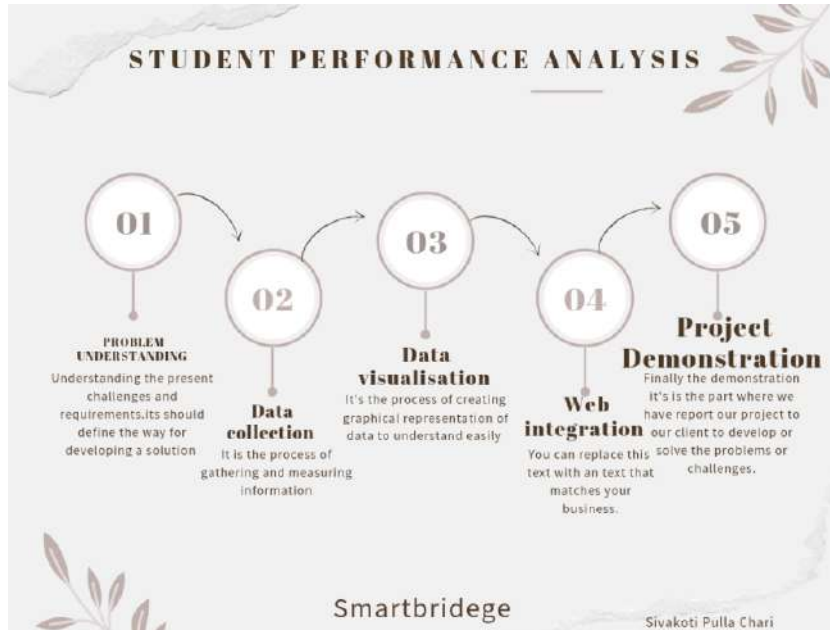 STUDENT PERFORMANCE ANALYSIS
01
PROBLEM
UNDERSTANDING
Understanding the present
challenges and
requirements.its should
define the way for
developing a solution
02
Data
collection
It is the process of
gathering and measuring
information
03
Data
visualisation
It's the process of creating
graphical representation of
data to understand easily
04
Web
integration
You can replace this
text with an text that
matches your
business.
05
Project
Demonstration
Finally the demonstration
it's is the part where we
have report our project to
our client to develop or
solve the problems or
challenges.
Smartbridege
Sivakoti Pulla Chari